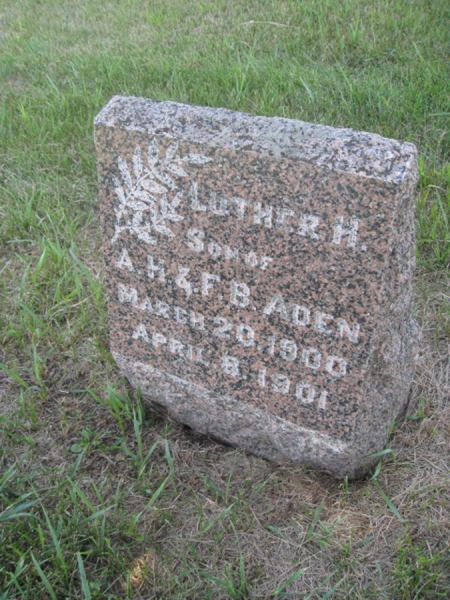 LUTHER H.
SON OF
A. H. & F. B. ADEN
MARCH 20, 1900
APRIL 8, 1901